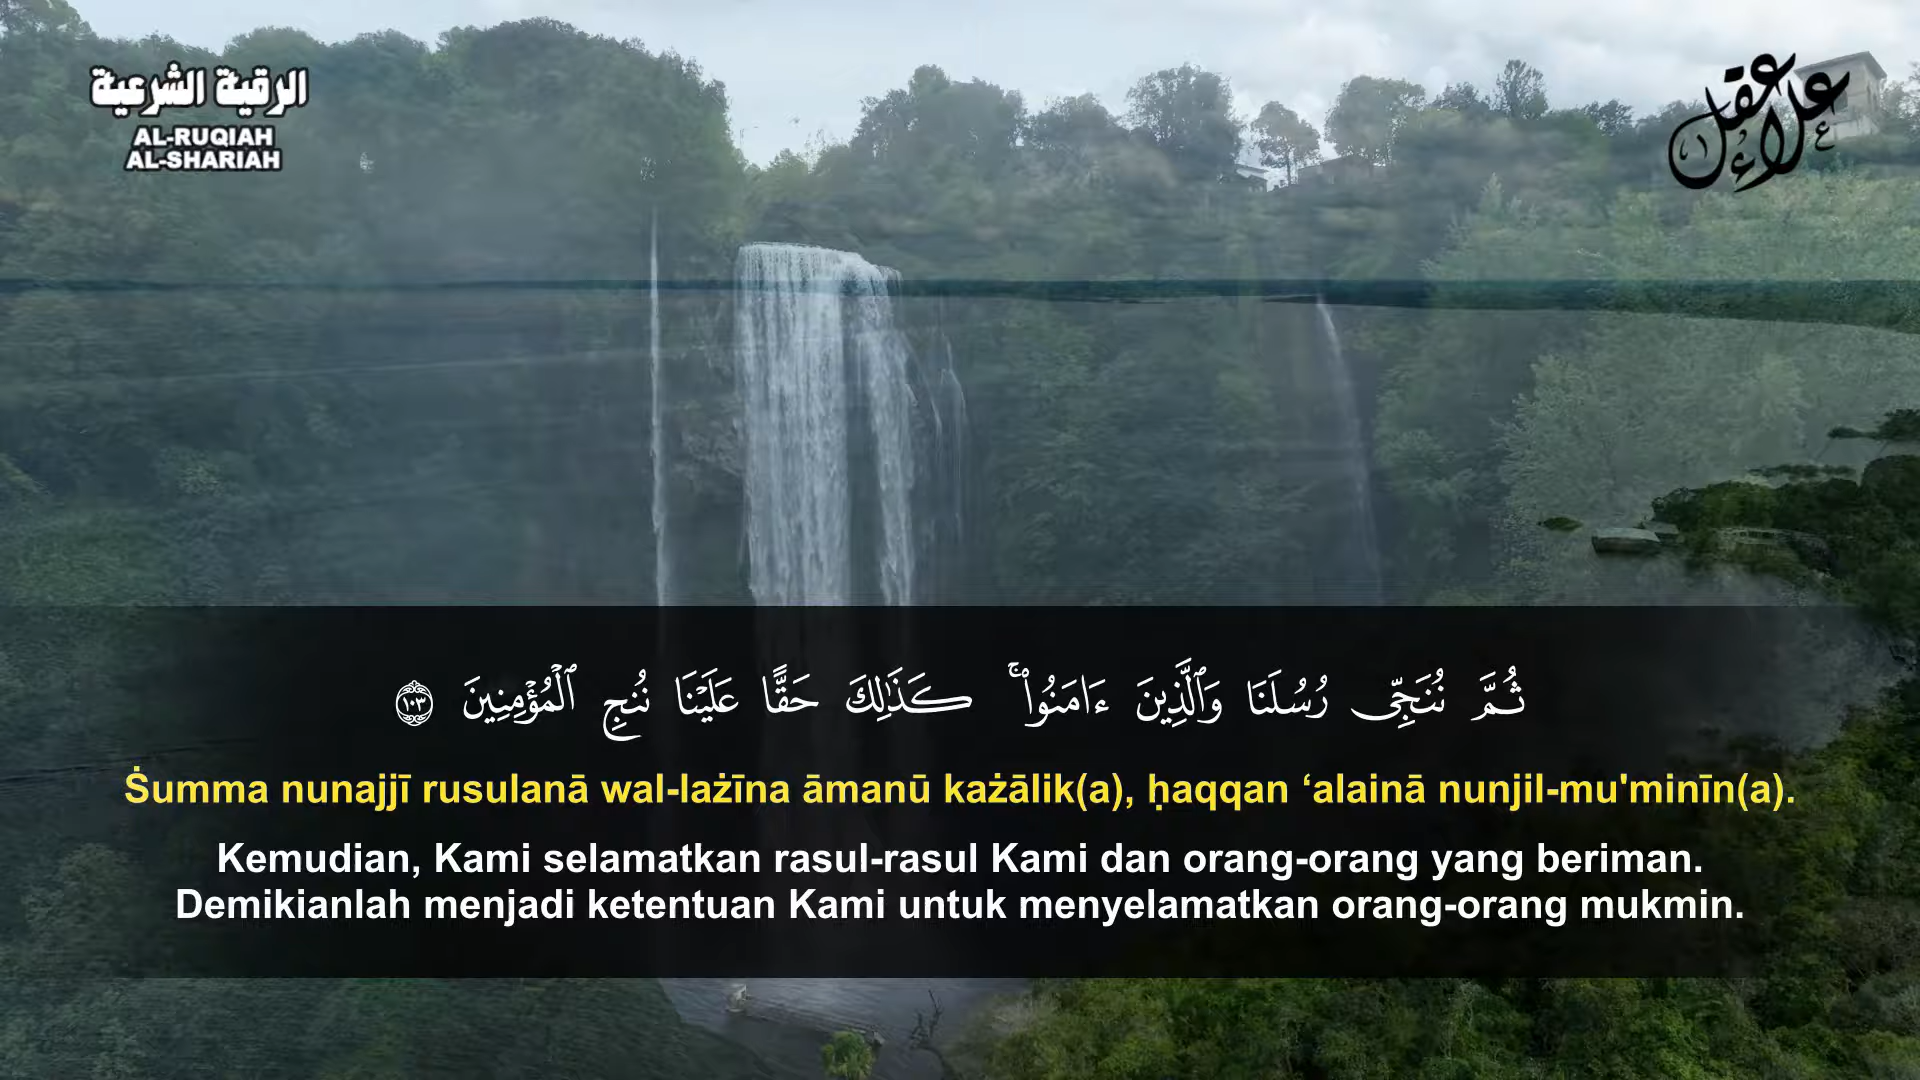 الرقية الشرعية
AL-RUQIAH
AL-SHARIAH
علاء عقل
ثُمَّ نُنَجِّى رُسُلَنَا وَٱلَّذِينَ ءَامَنُوا۟ ۚ كَذَٰلِكَ حَقًّا عَلَيْنَا نُنجِ ٱلْمُؤْمِنِينَ ١٠٣
Ṡumma nunajjī rusulanā wal-lażīna āmanū każālik(a), ḥaqqan ‘alainā nunjil-mu'minīn(a).
Kemudian, Kami selamatkan rasul-rasul Kami dan orang-orang yang beriman.
Demikianlah menjadi ketentuan Kami untuk menyelamatkan orang-orang mukmin.